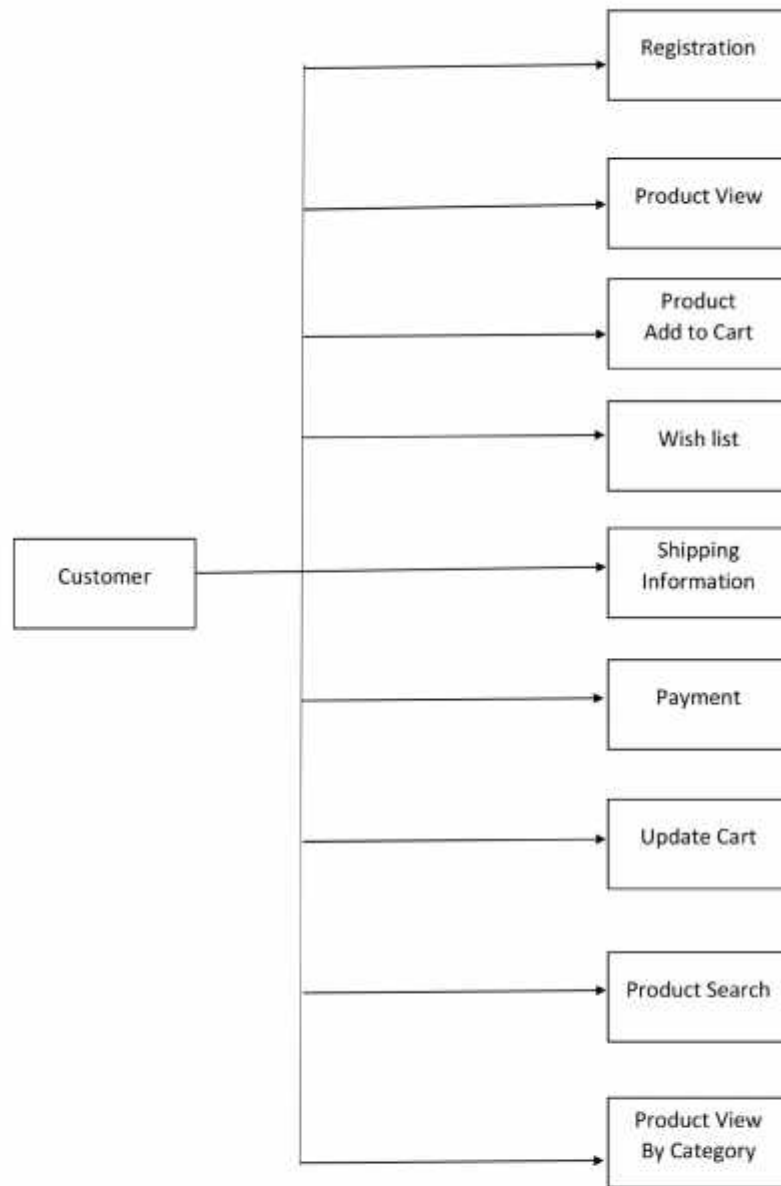 Registration
Product View
Product
Add to Cart
Wish list
Customer
Shipping
Information
Payment
Update Cart
Product Search
Product View
By Category